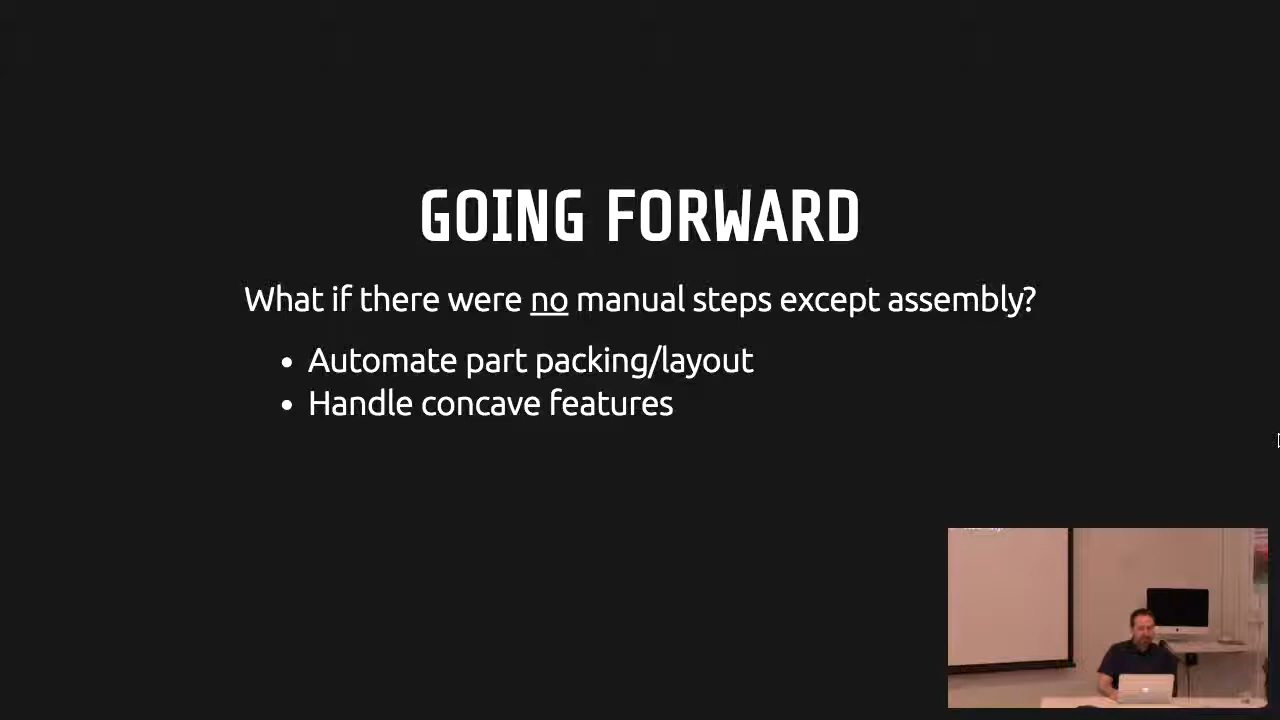 GOING FORWARD
What if there were no manual steps except assembly?
• Automate part packing/layout
• Handle concave features